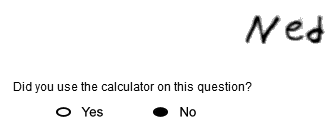 Ned
Did you use the calculator on this question?
Yes No